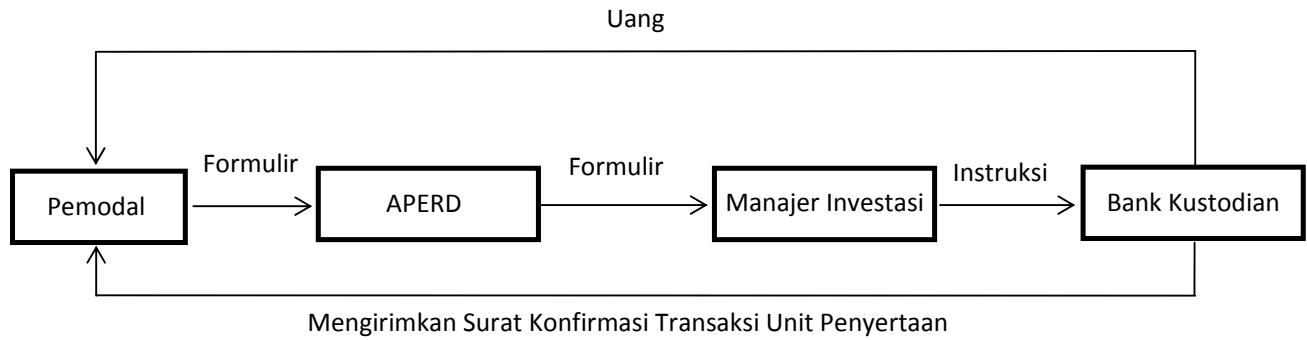 Uang
Formulir
Formulir
Instruksi
Pemodal
APERD
Manajer Investasi
Bank Kustodian
Mengirimkan Surat Konfirmasi Transaksi Unit Penyertaan